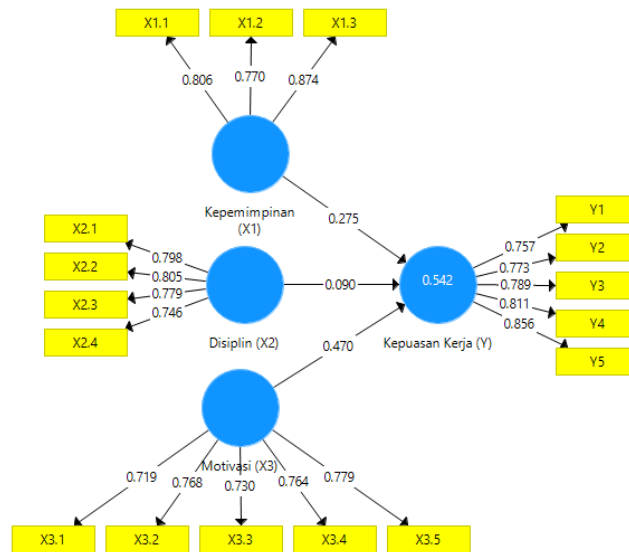 X1.1
X1.2
X1.3
0.806
0.770
0.874
Kepemimpinan
(X1)
0.275
X2.1
X2.2
X2.3
X2.4
0.798
0.805
0.779
0.746
Disiplin (X2)
0.090
0.542
Kepuasan Kerja (Y)
0.757
0.773
0.789
0.811
0.856
Y1
Y2
Y3
Y4
Y5
0.470
Motivasi (X3)
0.719
0.768
0.730
0.764
0.779
X3.1
X3.2
X3.3
X3.4
X3.5